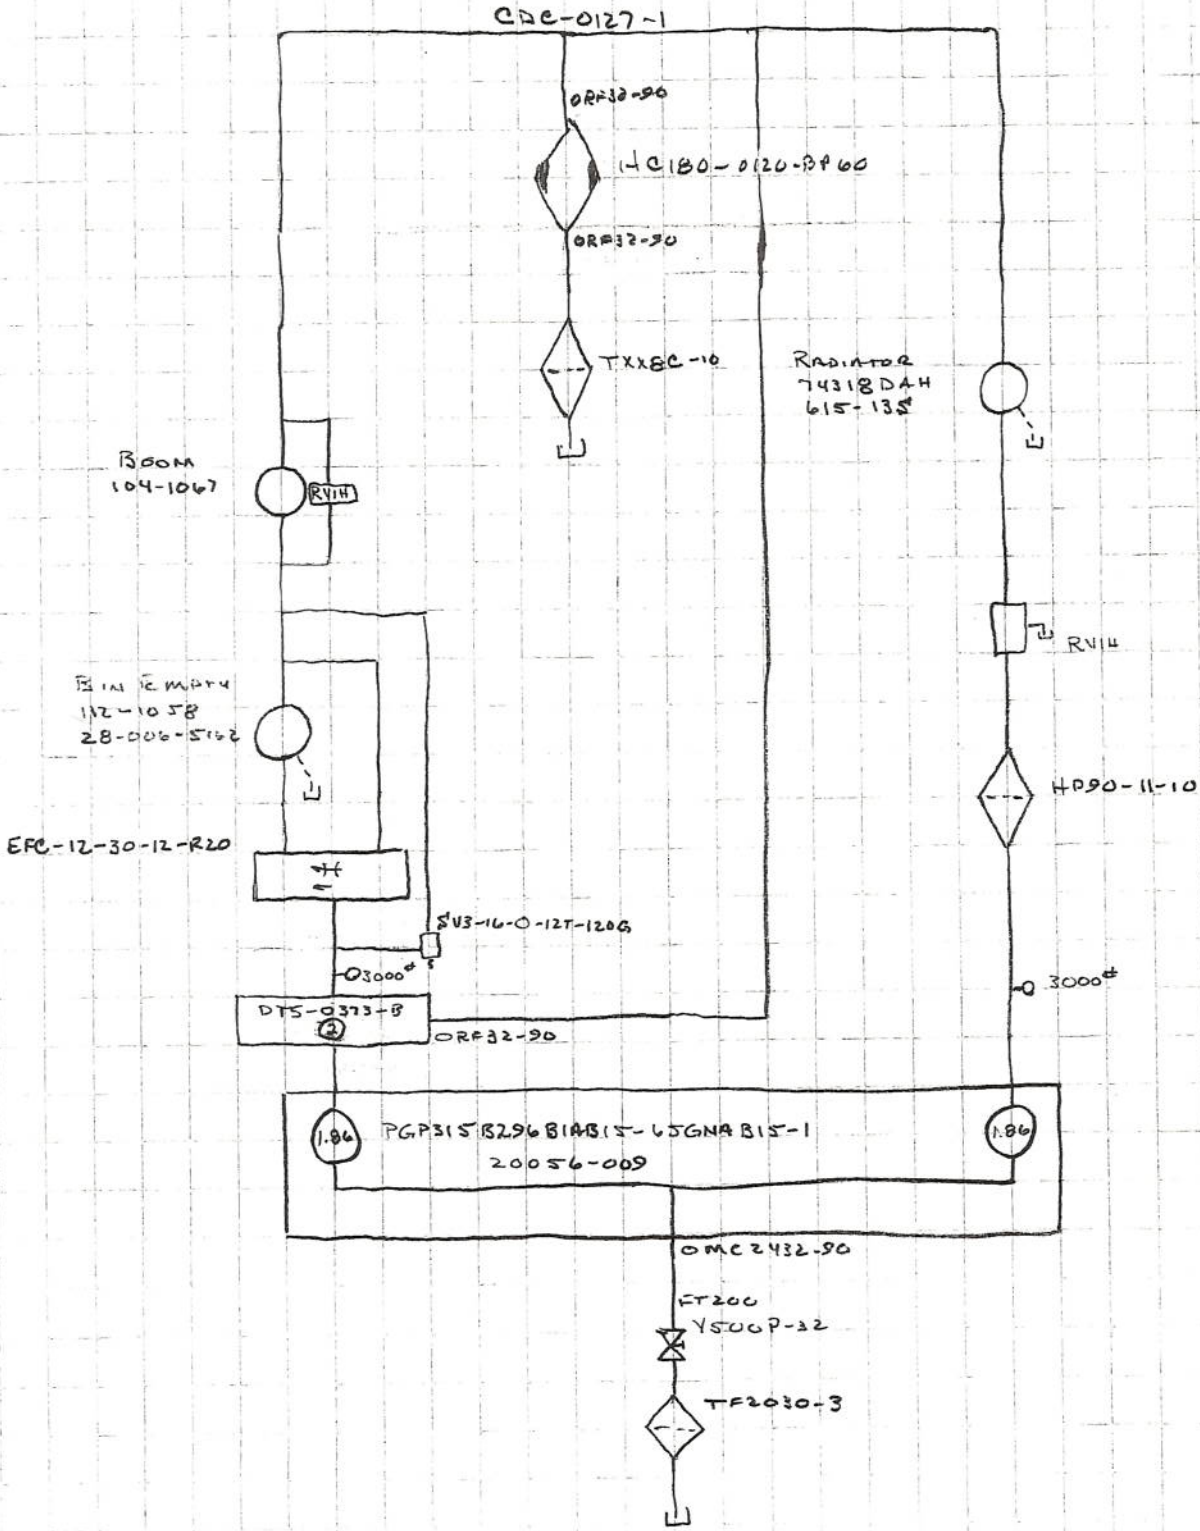 CDC-0127-1
ORF32-90
HC180-0120-BP60
ORF32-90
TXX8C-10
RADIATOR
74318DAH
615-135
BOOM
104-1067
RV1H
RV1H
BIN EMPTY
112-1058
28-006-5162
HP90-11-10
EFC-12-30-12-R20
SV3-16-O-12T-120G
3000#
3000#
DT5-0373-B
2
ORF32-90
1.86
PGP315B296BIAB15-65GNAB15-1
1.86
20056-009
OMC2432-90
FT200
V500P-32
TF2030-3